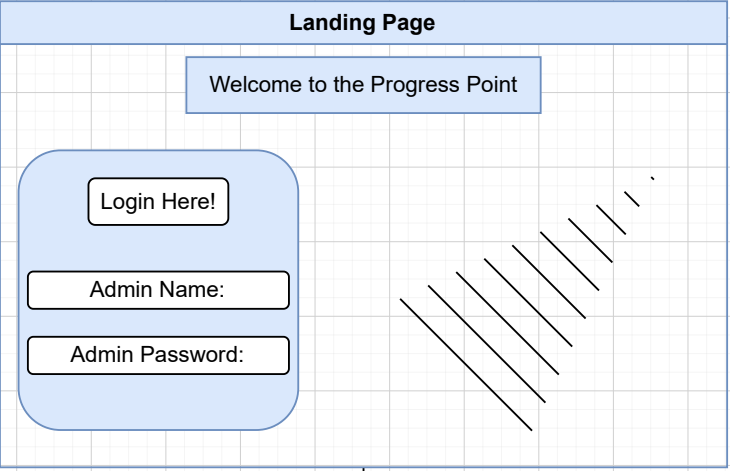 Landing Page
Welcome to the Progress Point
Login Here!
Admin Name:
Admin Password: